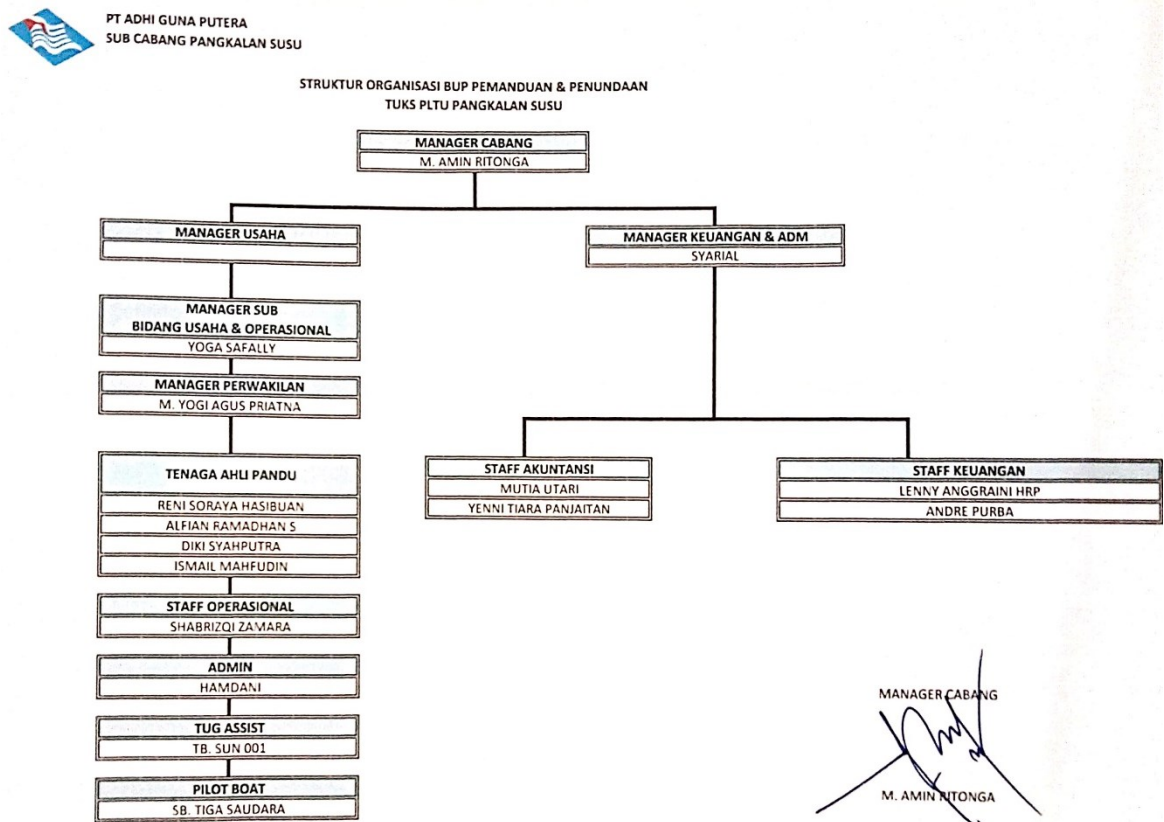 PT ADHI GUNA PUTERA
SUB CABANG PANGKALAN SUSU
STRUKTUR ORGANISASI BUP PEMANDUAN & PENUNDAAN
TUKS PLTU PANGKALAN SUSU
MANAGER CABANG
M. AMIN RITONGA
MANAGER USAHA
MANAGER KEUANGAN & ADM
SYARIAL
MANAGER SUB
BIDANG USAHA & OPERASIONAL
YOGA SAFALLY
MANAGER PERWAKILAN
M. YOGI AGUS PRIATNA
TENAGA AHLI PANDU
RENI SORAYA HASIBUAN
ALFIAN RAMADHAN S
DIKI SYAHPUTRA
ISMAIL MAHFUDIN
STAFF AKUNTANSI
MUTIA UTARI
YENNI TIARA PANJAITAN
STAFF KEUANGAN
LENNY ANGGRAINI HRP
ANDRE PURBA
STAFF OPERASIONAL
SHABRIZQI ZAMARA
ADMIN
HAMDANI
TUG ASSIST
TB. SUN 001
PILOT BOAT
SB. TIGA SAUDARA
MANAGER CABANG
M. AMIN RITONGA